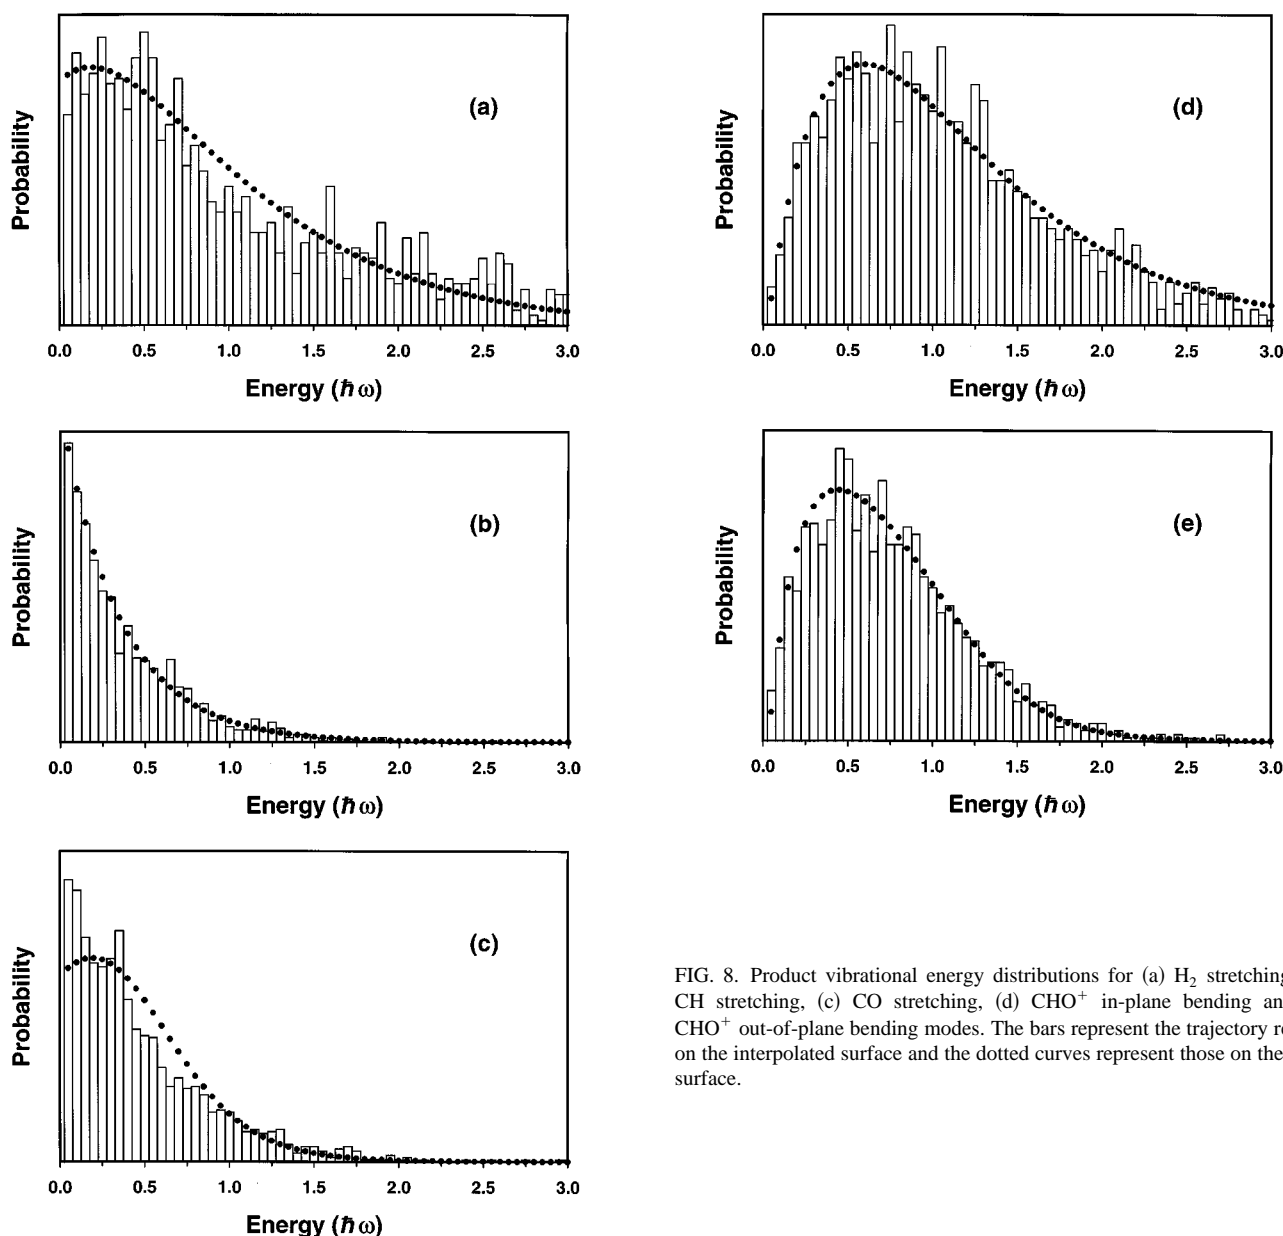 (a)
Probability
0.0 0.5 1.0 1.5 2.0 2.5 3.0
Energy (ħω)
(b)
Probability
0.0 0.5 1.0 1.5 2.0 2.5 3.0
Energy (ħω)
(c)
Probability
0.0 0.5 1.0 1.5 2.0 2.5 3.0
Energy (ħω)
(d)
Probability
0.0 0.5 1.0 1.5 2.0 2.5 3.0
Energy (ħω)
(e)
Probability
0.0 0.5 1.0 1.5 2.0 2.5 3.0
Energy (ħω)
FIG. 8. Product vibrational energy distributions for (a) H₂ stretching
CH stretching, (c) CO stretching, (d) CHO⁺ in-plane bending an
CHO⁺ out-of-plane bending modes. The bars represent the trajectory re
on the interpolated surface and the dotted curves represent those on the
surface.